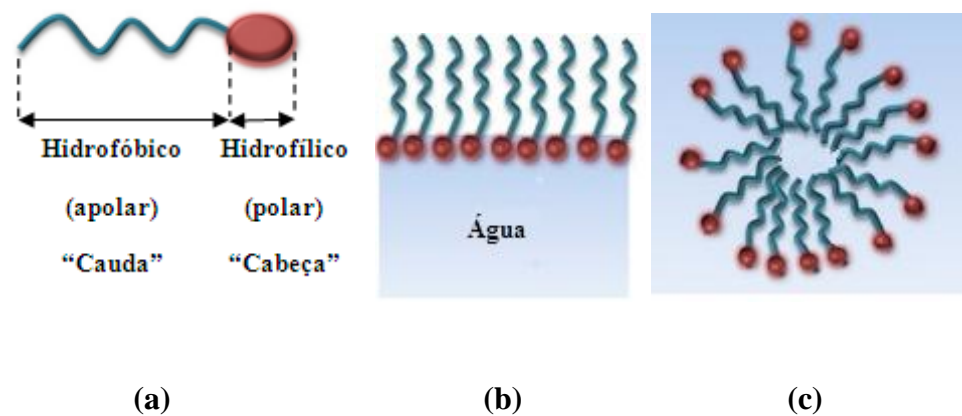 Hidrofóbico Hidrofílico
(apolar) (polar)
“Cauda” “Cabeça”
Água
(a) (b) (c)